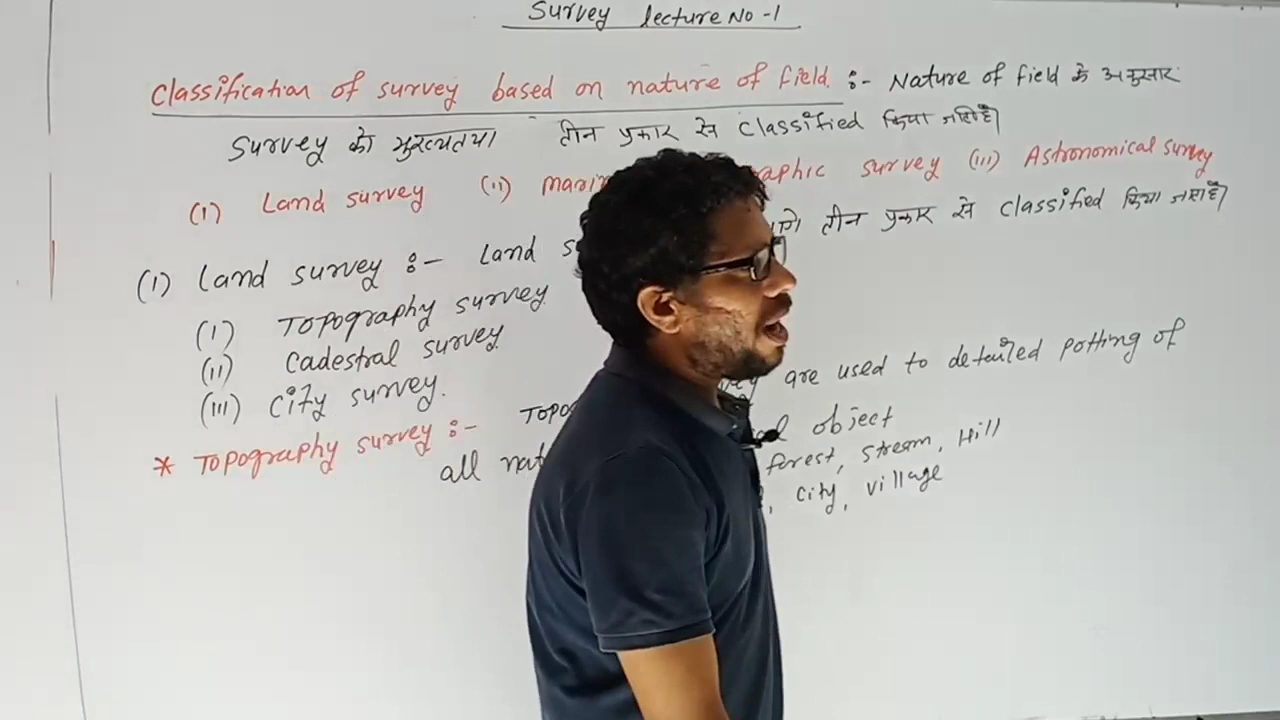 Survey lecture No -1
Classification of survey based on nature of field :- Nature of field के अनुसार
Survey को मुख्यतया तीन प्रकार से classified किया जाता है।
(i) Land survey (ii) survey (iii) Astronomical survey
(1) Land survey :- Land तीन प्रकार से classified किया जाता है।
(i) Topography survey
(ii) Cadestral survey
(iii) City survey.
* Topography survey :- are used to detailed potting of
all object
forest, stream, Hill
, city, village